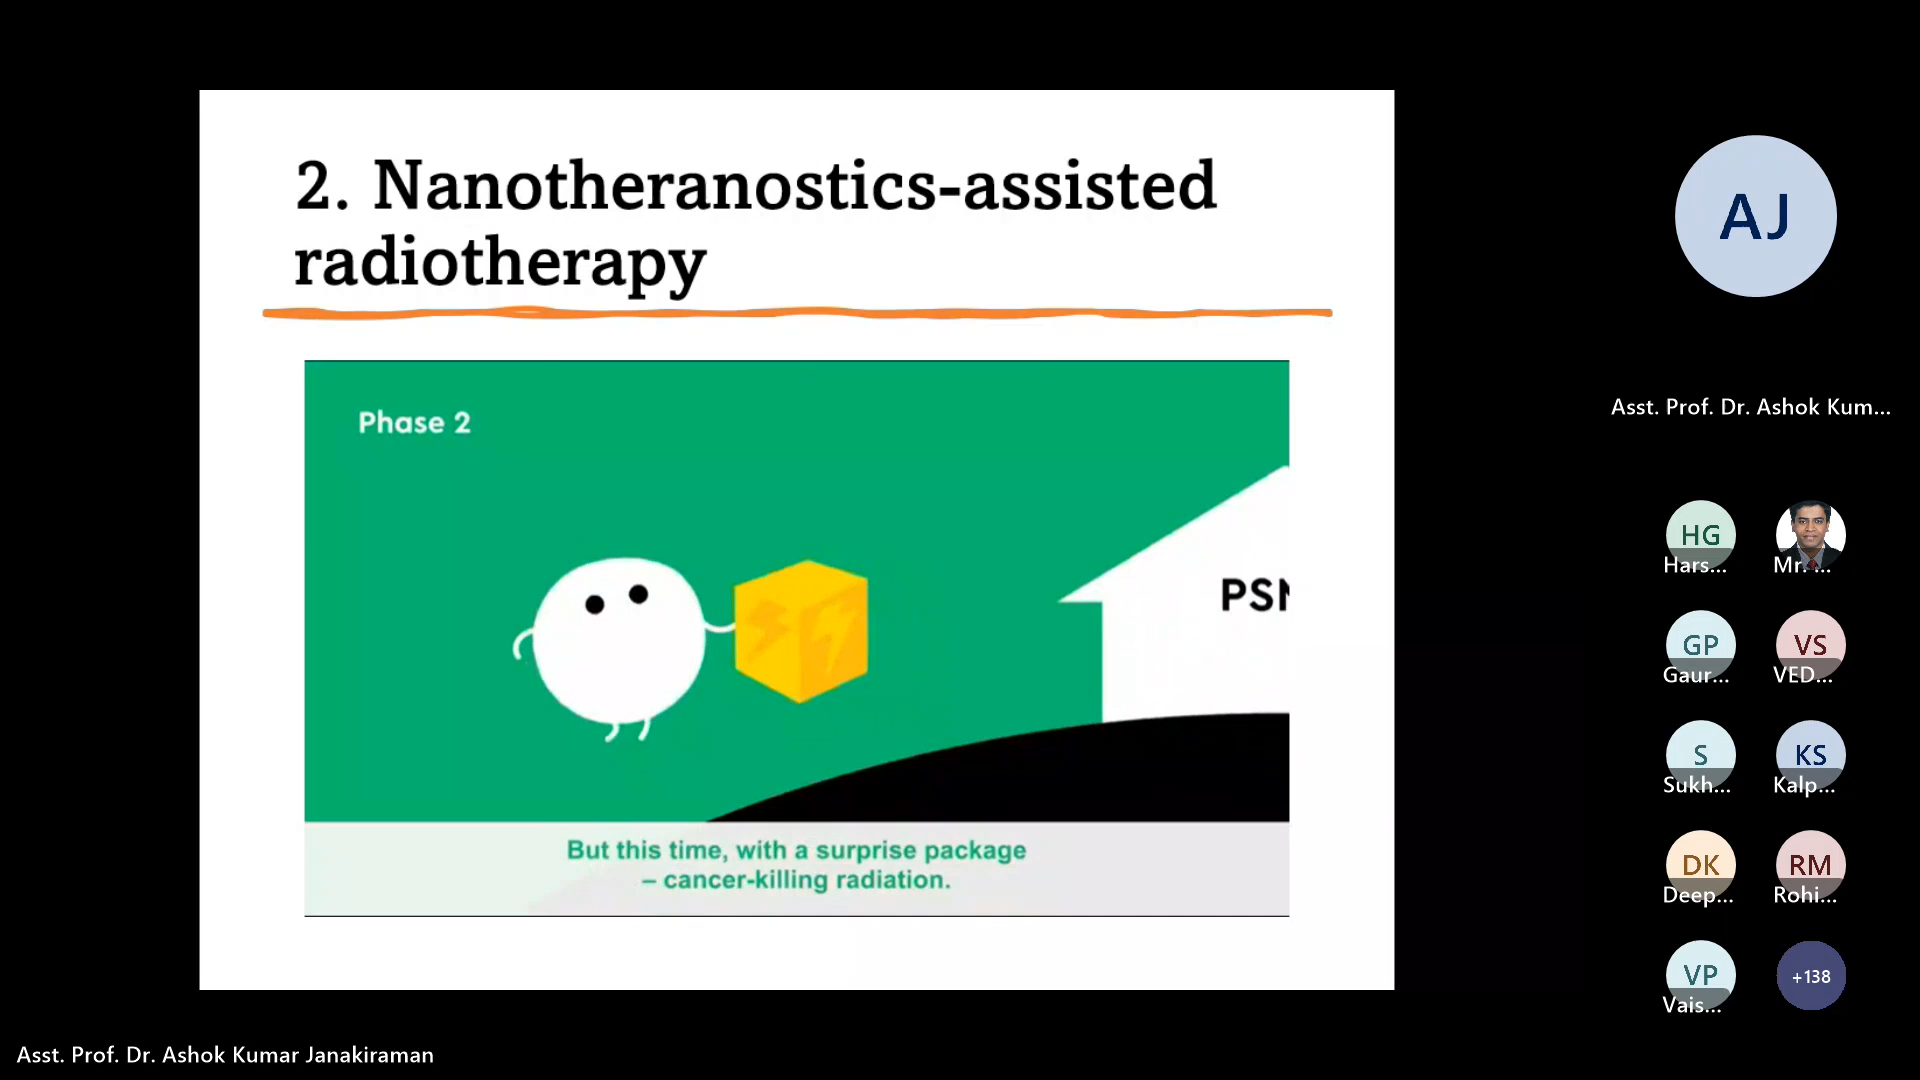 2. Nanotheranostics-assisted
radiotherapy
Phase 2
PSM
But this time, with a surprise package
– cancer-killing radiation.
AJ
Asst. Prof. Dr. Ashok Kum...
HG
Hars...
Mr. ...
GP
Gaur...
VS
VED...
S
Sukh...
KS
Kalp...
DK
Deep...
RM
Rohi...
VP
Vais...
+138
Asst. Prof. Dr. Ashok Kumar Janakiraman